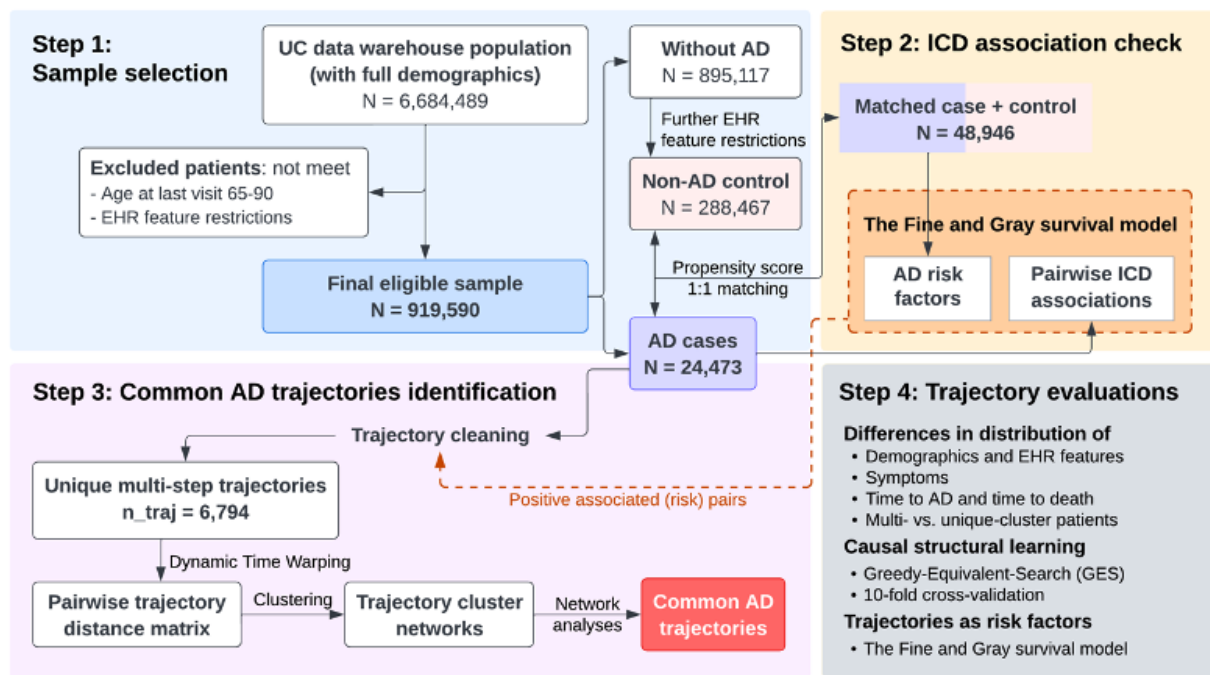 Step 1:
Sample selection
UC data warehouse population
(with full demographics)
N = 6,684,489
Excluded patients: not meet
- Age at last visit 65-90
- EHR feature restrictions
Final eligible sample
N = 919,590
Without AD
N = 895,117
Further EHR
feature restrictions
Non-AD control
N = 288,467
Propensity score
1:1 matching
AD cases
N = 24,473
Step 2: ICD association check
Matched case + control
N = 48,946
The Fine and Gray survival model
AD risk
factors
Pairwise ICD
associations
Step 3: Common AD trajectories identification
Trajectory cleaning
Positive associated (risk) pairs
Unique multi-step trajectories
n_traj = 6,794
Dynamic Time Warping
Pairwise trajectory
distance matrix
Clustering
Trajectory cluster
networks
Network
analyses
Common AD
trajectories
Step 4: Trajectory evaluations
Differences in distribution of
• Demographics and EHR features
• Symptoms
• Time to AD and time to death
• Multi- vs. unique-cluster patients
Causal structural learning
• Greedy-Equivalent-Search (GES)
• 10-fold cross-validation
Trajectories as risk factors
• The Fine and Gray survival model